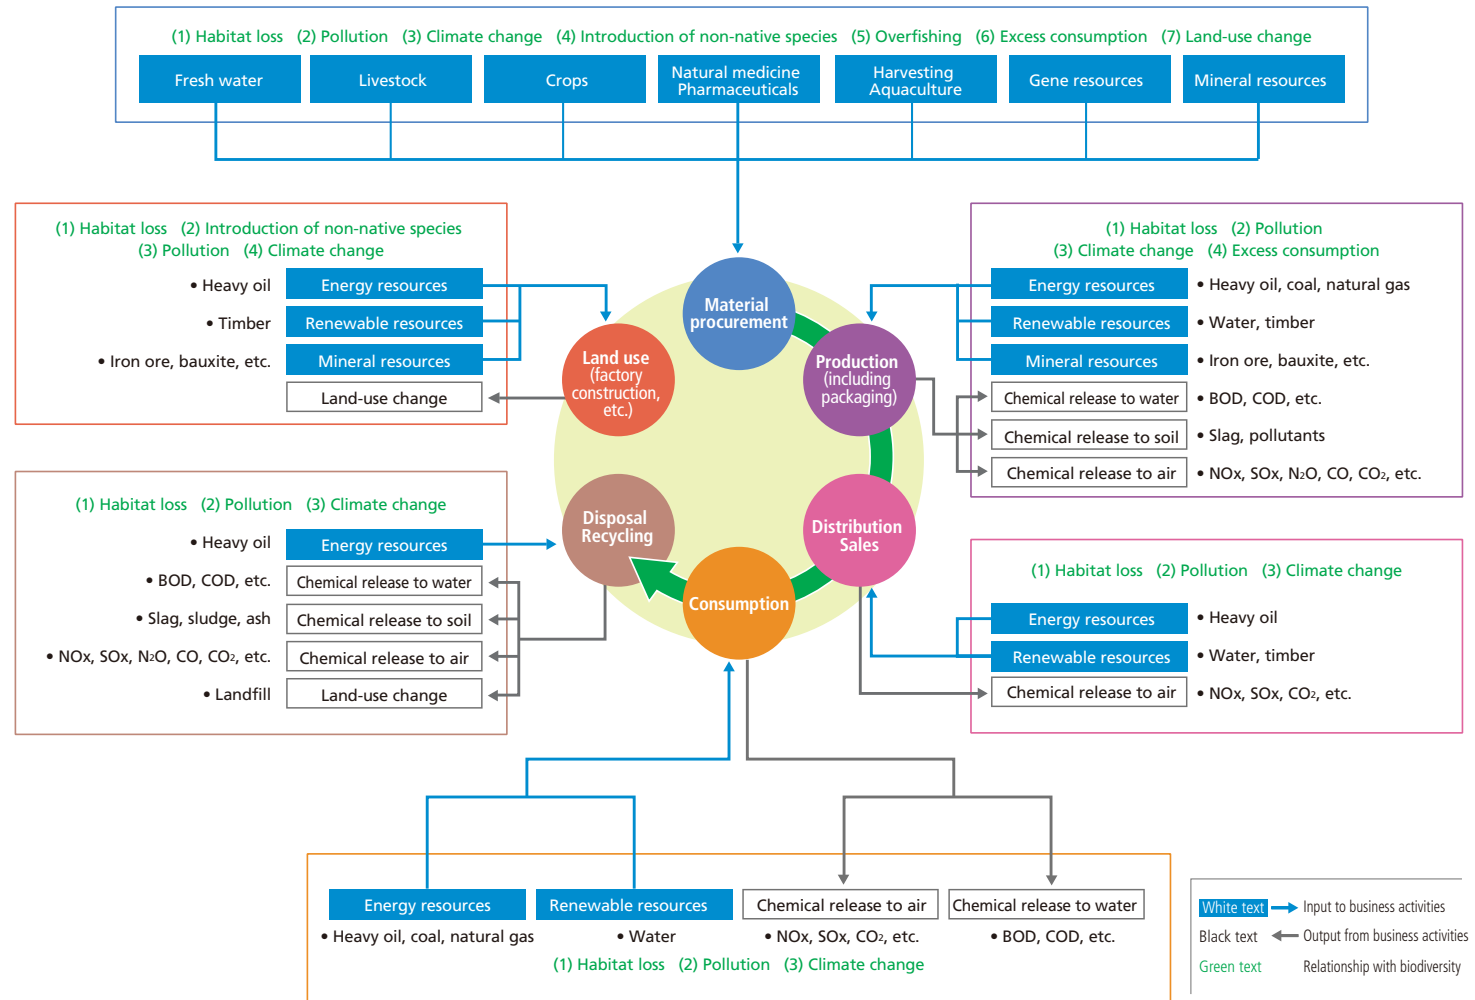 (1) Habitat loss (2) Pollution (3) Climate change (4) Introduction of non-native species (5) Overfishing (6) Excess consumption (7) Land-use change
Fresh water
Livestock
Crops
Natural medicine
Pharmaceuticals
Harvesting
Aquaculture
Gene resources
Mineral resources
(1) Habitat loss (2) Introduction of non-native species
(3) Pollution (4) Climate change
• Heavy oil
Energy resources
• Timber
Renewable resources
• Iron ore, bauxite, etc.
Mineral resources
Land-use change
(1) Habitat loss (2) Pollution
(3) Climate change (4) Excess consumption
Energy resources
• Heavy oil, coal, natural gas
Renewable resources
• Water, timber
Mineral resources
• Iron ore, bauxite, etc.
Chemical release to water
• BOD, COD, etc.
Chemical release to soil
• Slag, pollutants
Chemical release to air
• NOx, SOx, N2O, CO, CO2, etc.
Material
procurement
Land use
(factory
construction,
etc.)
Production
(including
packaging)
Disposal
Recycling
Distribution
Sales
Consumption
(1) Habitat loss (2) Pollution (3) Climate change
• Heavy oil
Energy resources
• BOD, COD, etc.
Chemical release to water
• Slag, sludge, ash
Chemical release to soil
• NOx, SOx, N2O, CO, CO2, etc.
Chemical release to air
• Landfill
Land-use change
(1) Habitat loss (2) Pollution (3) Climate change
Energy resources
• Heavy oil
Renewable resources
• Water, timber
Chemical release to air
• NOx, SOx, CO2, etc.
Energy resources
Renewable resources
Chemical release to air
Chemical release to water
• Heavy oil, coal, natural gas
• Water
• NOx, SOx, CO2, etc.
• BOD, COD, etc.
(1) Habitat loss (2) Pollution (3) Climate change
White text
Input to business activities
Black text
Output from business activities
Green text
Relationship with biodiversity